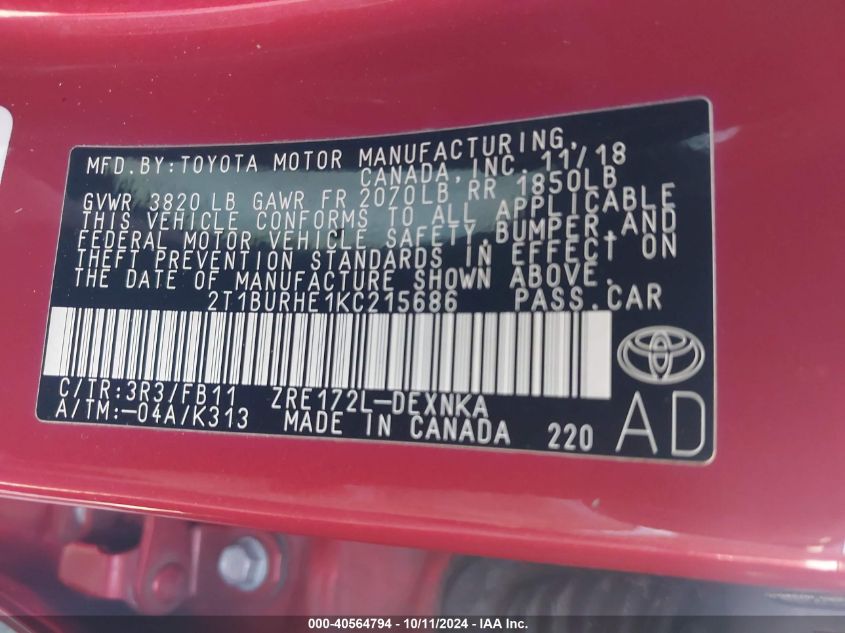 MFD.BY:TOYOTA MOTOR MANUFACTURING,
CANADA,INC. 11/18
GVWR 3820 LB GAWR FR 2070LB RR 1850LB
THIS VEHICLE CONFORMS TO ALL APPLICABLE
FEDERAL MOTOR VEHICLE SAFETY,BUMPER,AND
THEFT PREVENTION STANDARDS IN EFFECT ON
THE DATE OF MANUFACTURE SHOWN ABOVE.
2T1BURHE1KC215686 PASS.CAR
C/TR:3R3/FB11 ZRE172L-DEXNKA
A/TM:-04A/K313 MADE IN CANADA 220 AD
000-40564794 - 10/11/2024 - IAA Inc.